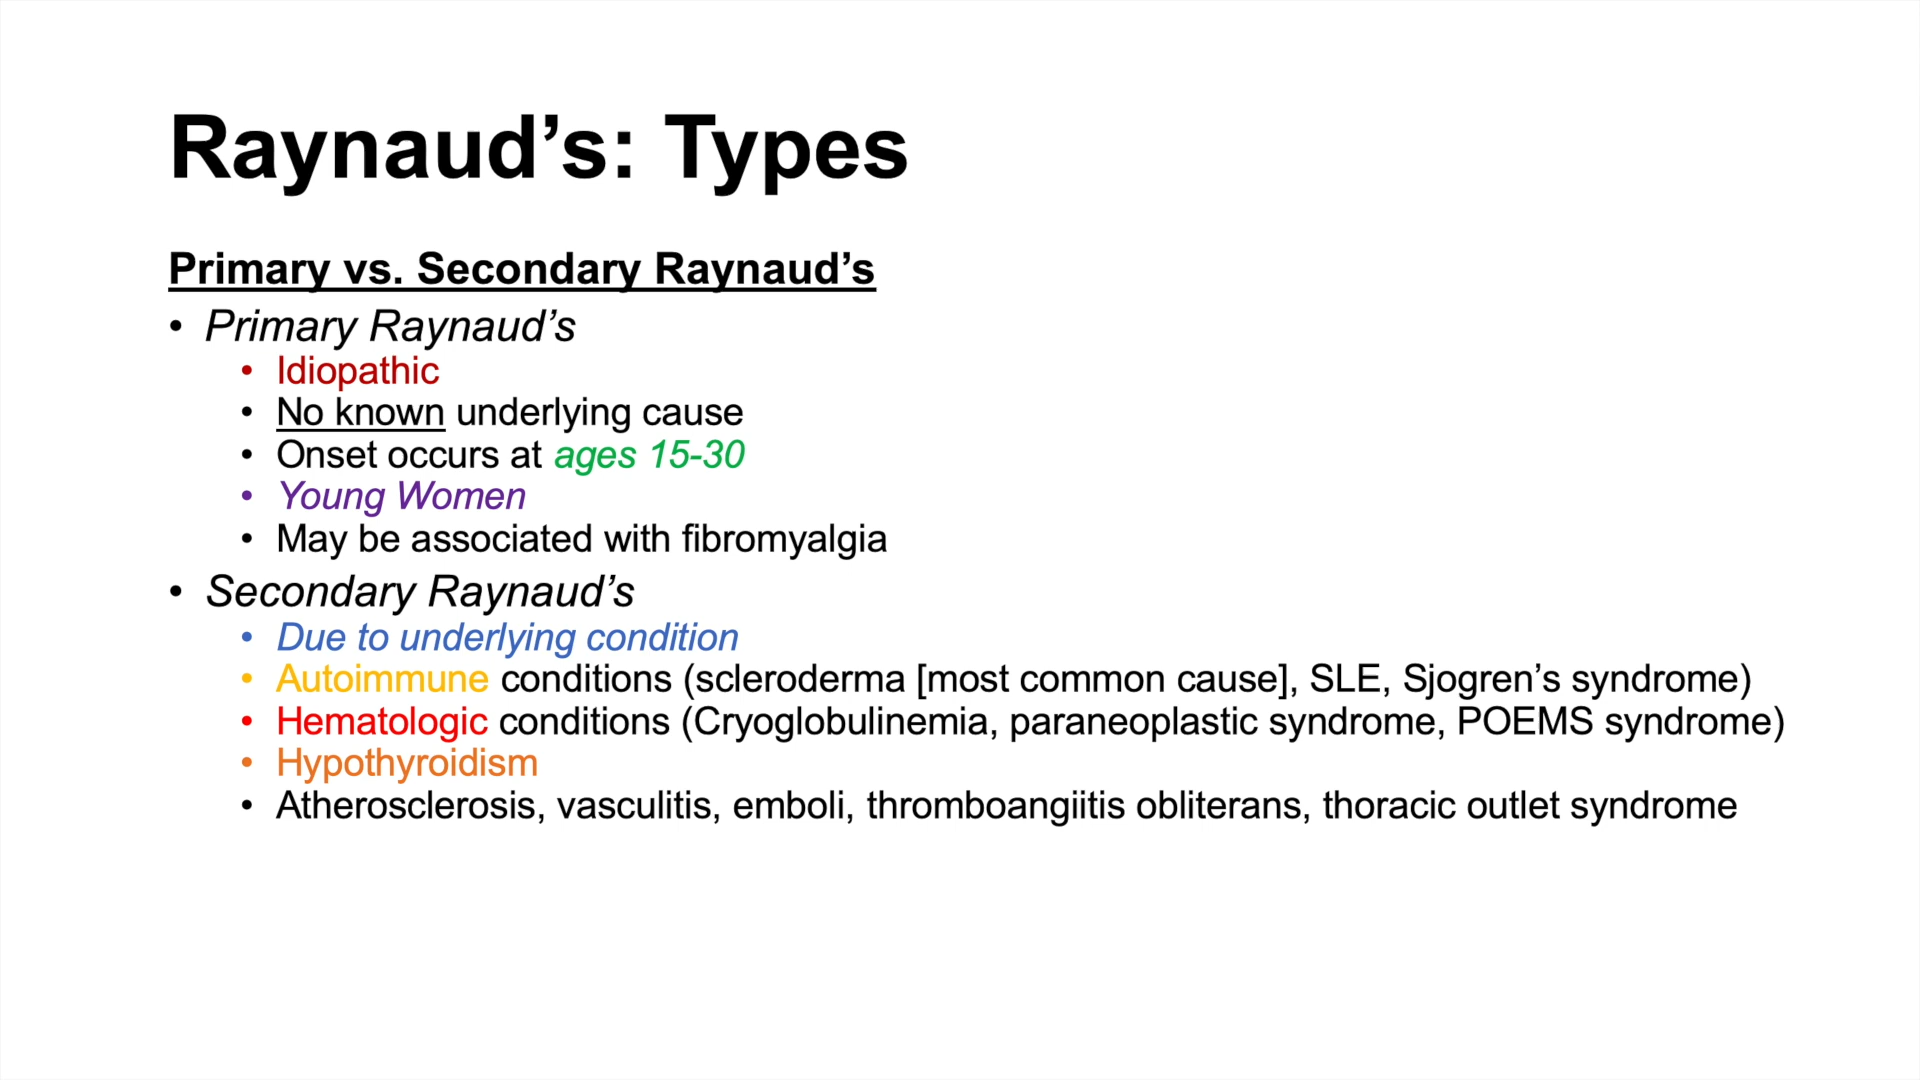 Raynaud’s: Types
Primary vs. Secondary Raynaud’s
• Primary Raynaud’s
• Idiopathic
• No known underlying cause
• Onset occurs at ages 15-30
• Young Women
• May be associated with fibromyalgia
• Secondary Raynaud’s
• Due to underlying condition
• Autoimmune conditions (scleroderma [most common cause], SLE, Sjogren’s syndrome)
• Hematologic conditions (Cryoglobulinemia, paraneoplastic syndrome, POEMS syndrome)
• Hypothyroidism
• Atherosclerosis, vasculitis, emboli, thromboangiitis obliterans, thoracic outlet syndrome